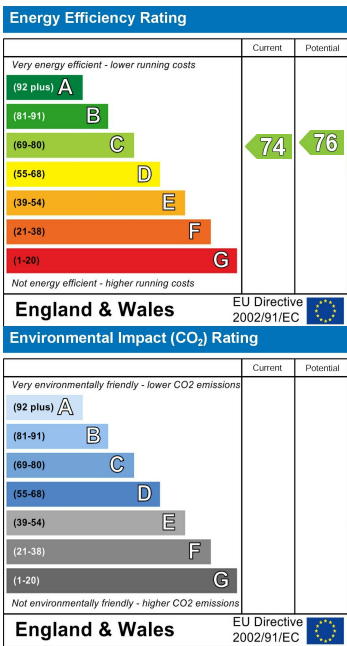 Energy Efficiency Rating
Current Potential
Very energy efficient - lower running costs
(92 plus) A
(81-91) B
(69-80) C
74 76
(55-68) D
(39-54) E
(21-38) F
(1-20) G
Not energy efficient - higher running costs
England & Wales
EU Directive
2002/91/EC
Environmental Impact (CO₂) Rating
Current Potential
Very environmentally friendly - lower CO2 emissions
(92 plus) A
(81-91) B
(69-80) C
(55-68) D
(39-54) E
(21-38) F
(1-20) G
Not environmentally friendly - higher CO2 emissions
England & Wales
EU Directive
2002/91/EC